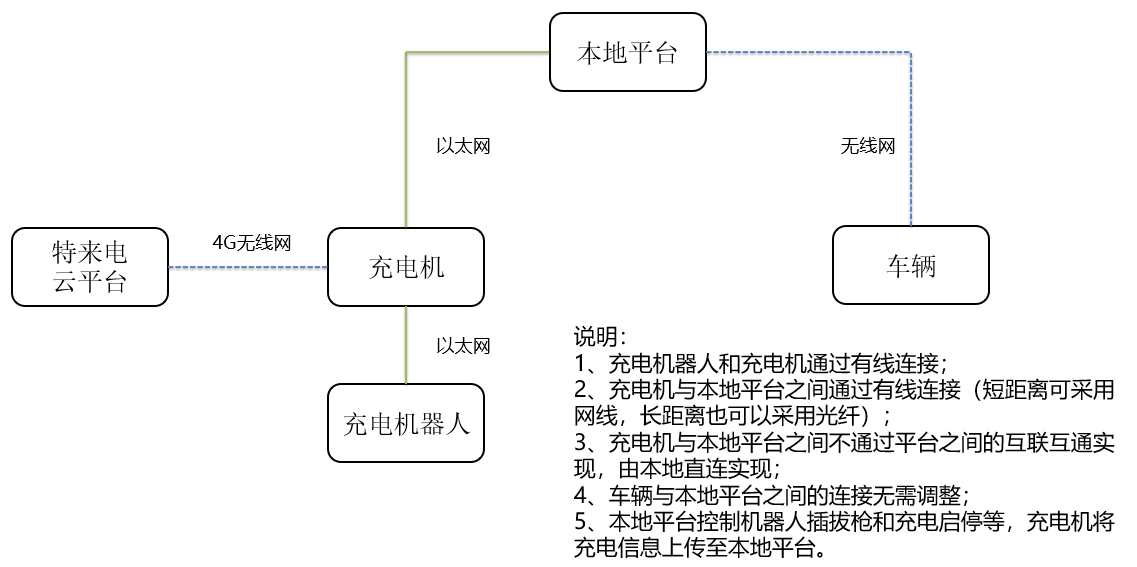 本地平台
以太网
无线网
特来电
云平台
4G无线网
充电机
车辆
以太网
充电机器人
说明：
1、充电机器人和充电机通过有线连接；
2、充电机与本地平台之间通过有线连接（短距离可采用
网线，长距离也可以采用光纤）；
3、充电机与本地平台之间不通过平台之间的互联互通实
现，由本地直连实现；
4、车辆与本地平台之间的连接无需调整；
5、本地平台控制机器人插拔枪和充电启停等，充电机将
充电信息上传至本地平台。